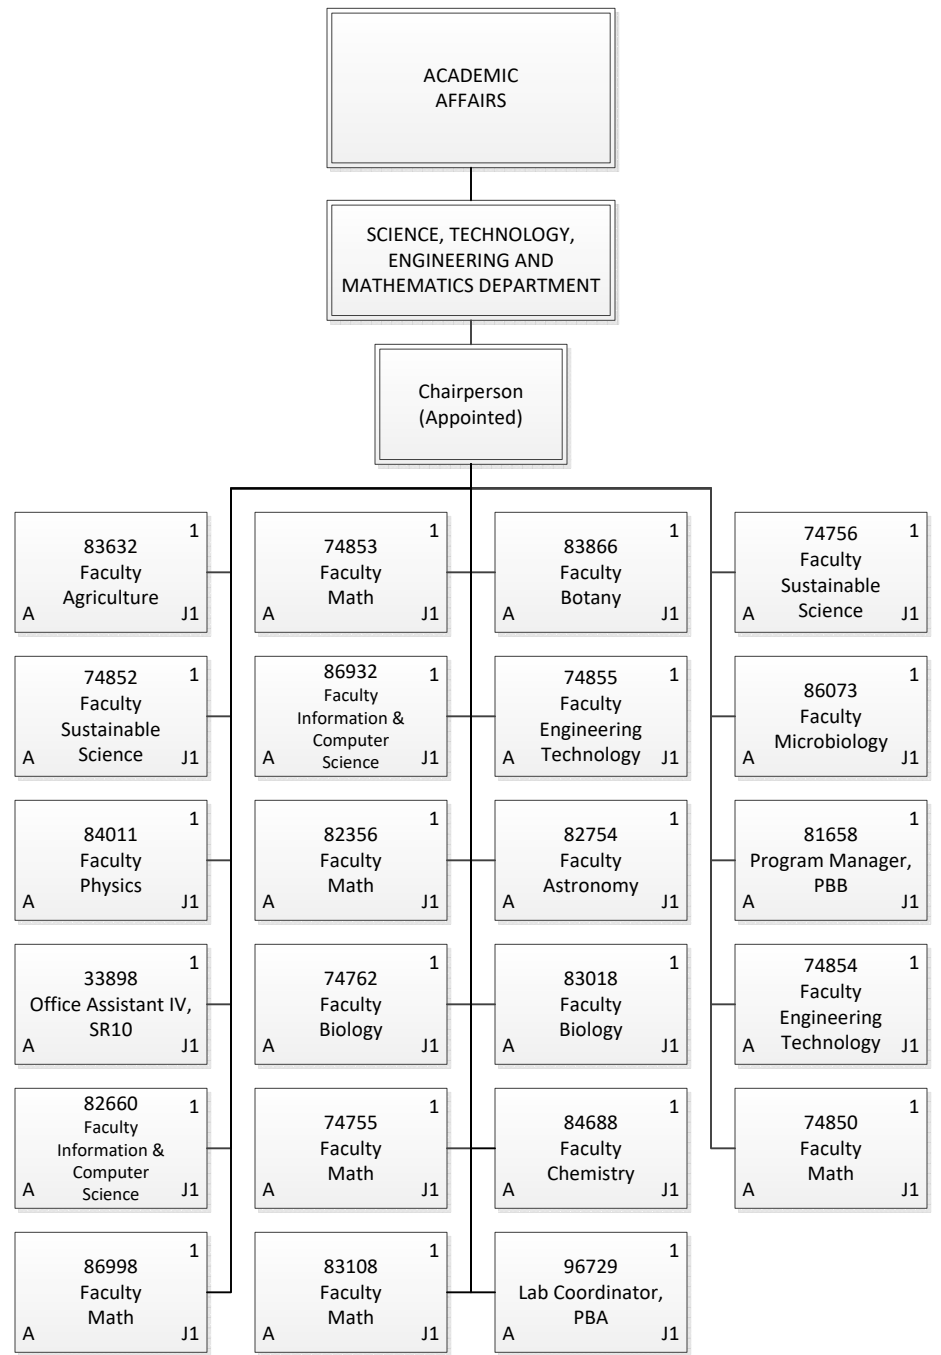 ACADEMIC
AFFAIRS
SCIENCE, TECHNOLOGY,
ENGINEERING AND
MATHEMATICS DEPARTMENT
Chairperson
(Appointed)
1
83632
Faculty
Agriculture
A J1
1
74853
Faculty
Math
A J1
1
83866
Faculty
Botany
A J1
1
74756
Faculty
Sustainable
Science
A J1
1
74852
Faculty
Sustainable
Science
A J1
1
86932
Faculty
Information &
Computer
Science
A J1
1
74855
Faculty
Engineering
Technology
A J1
1
86073
Faculty
Microbiology
A J1
1
84011
Faculty
Physics
A J1
1
82356
Faculty
Math
A J1
1
82754
Faculty
Astronomy
A J1
1
81658
Program Manager,
PBB
A J1
1
33898
Office Assistant IV,
SR10
A J1
1
74762
Faculty
Biology
A J1
1
83018
Faculty
Biology
A J1
1
74854
Faculty
Engineering
Technology
A J1
1
82660
Faculty
Information &
Computer
Science
A J1
1
74755
Faculty
Math
A J1
1
84688
Faculty
Chemistry
A J1
1
74850
Faculty
Math
A J1
1
86998
Faculty
Math
A J1
1
83108
Faculty
Math
A J1
1
96729
Lab Coordinator,
PBA
A J1